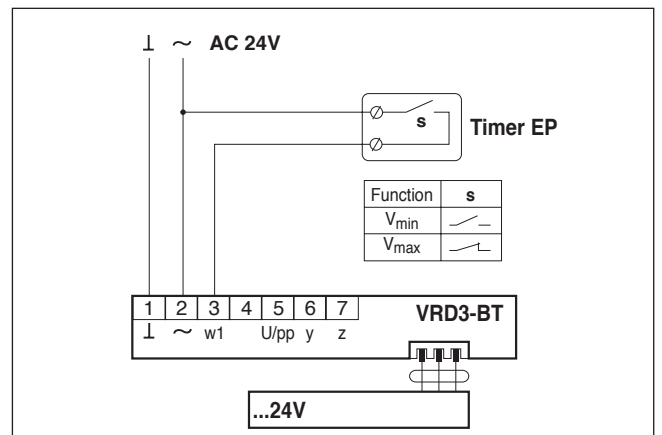 ⊥ ~ AC 24V
s
Timer EP
Function s
Vmin
Vmax
1 2 3 4 5 6 7
VRD3-BT
⊥ ~ w1 U/pp y z
...24V